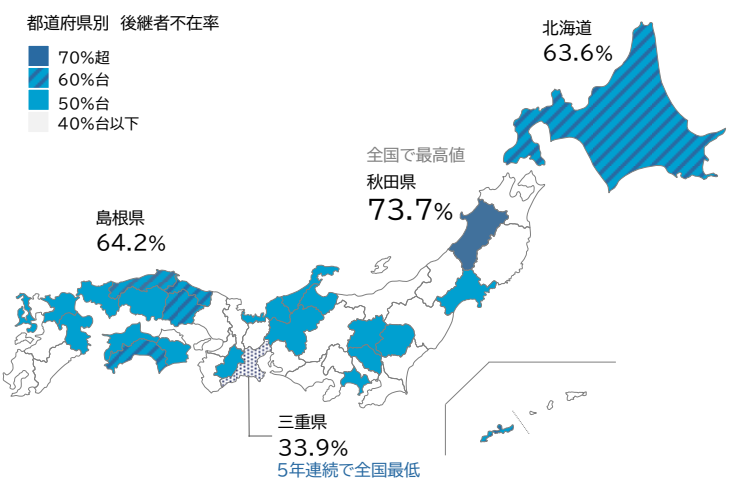 都道府県別 後継者不在率
70%超
60%台
50%台
40%台以下
北海道
63.6%
全国で最高値
秋田県
73.7%
島根県
64.2%
三重県
33.9%
5年連続で全国最低